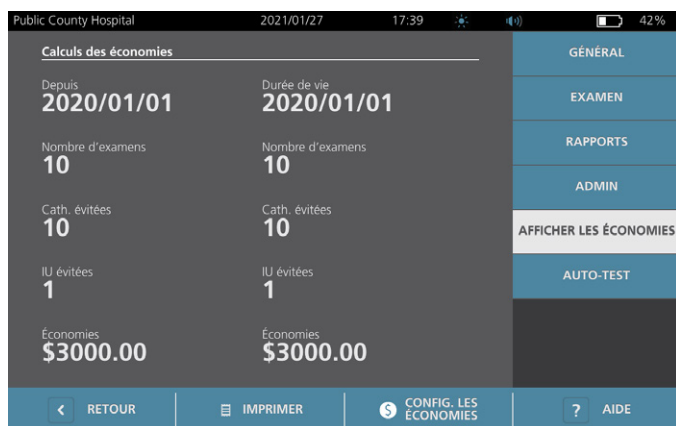 Public County Hospital 2021/01/27 17:39 42%
Calculs des économies
Depuis Durée de vie
2020/01/01 2020/01/01
Nombre d'examens Nombre d'examens
10 10
Cath. évitées Cath. évitées
10 10
IU évitées IU évitées
1 1
Économies Économies
$3000.00 $3000.00
GÉNÉRAL
EXAMEN
RAPPORTS
ADMIN
AFFICHER LES ÉCONOMIES
AUTO-TEST
< RETOUR IMPRIMER $ CONFIG. LES
ÉCONOMIES ? AIDE